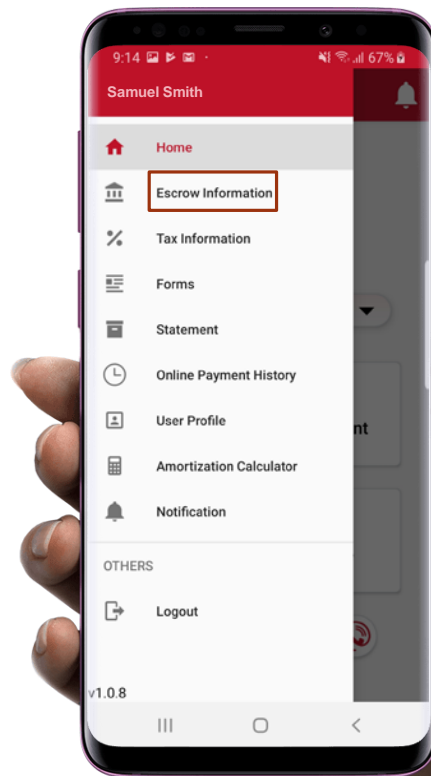 9:14 67%
Samuel Smith
Home
Escrow Information
Tax Information
Forms
Statement
Online Payment History
User Profile
nt
Amortization Calculator
Notification
OTHERS
Logout
v1.0.8